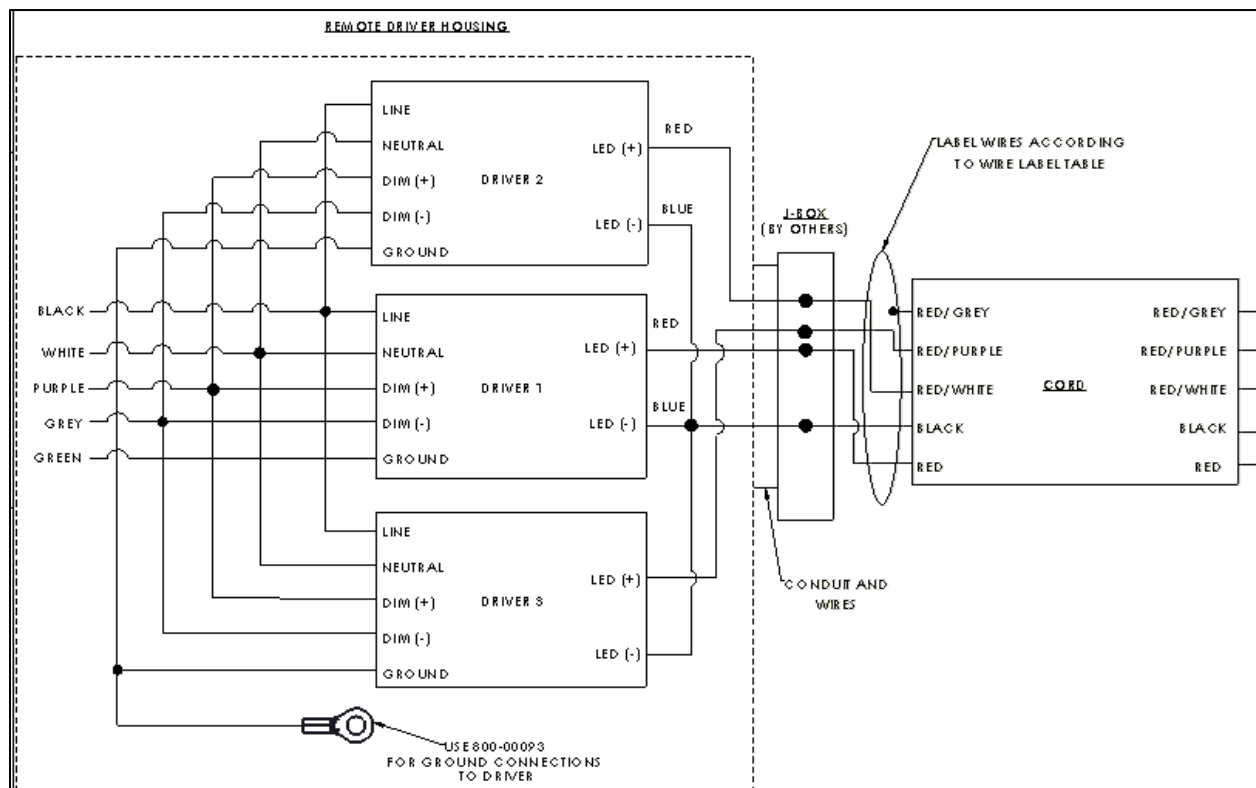 REMOTE DRIVER HOUSING
LINE
NEUTRAL
DIM (+)
DIM (-)
GROUND
DRIVER 2
LED (+)
LED (-)
RED
BLUE
BLACK
WHITE
PURPLE
GREY
GREEN
LINE
NEUTRAL
DIM (+)
DIM (-)
GROUND
DRIVER 1
LED (+)
LED (-)
RED
BLUE
LINE
NEUTRAL
DIM (+)
DIM (-)
GROUND
DRIVER 3
LED (+)
LED (-)
USE 800-00093
FOR GROUND CONNECTIONS
TO DRIVER
J-BOX
(BY OTHERS)
CONDUIT AND
WIRES
LABEL WIRES ACCORDING
TO WIRE LABEL TABLE
RED/GREY
RED/PURPLE
RED/WHITE
BLACK
RED
CORD
RED/GREY
RED/PURPLE
RED/WHITE
BLACK
RED